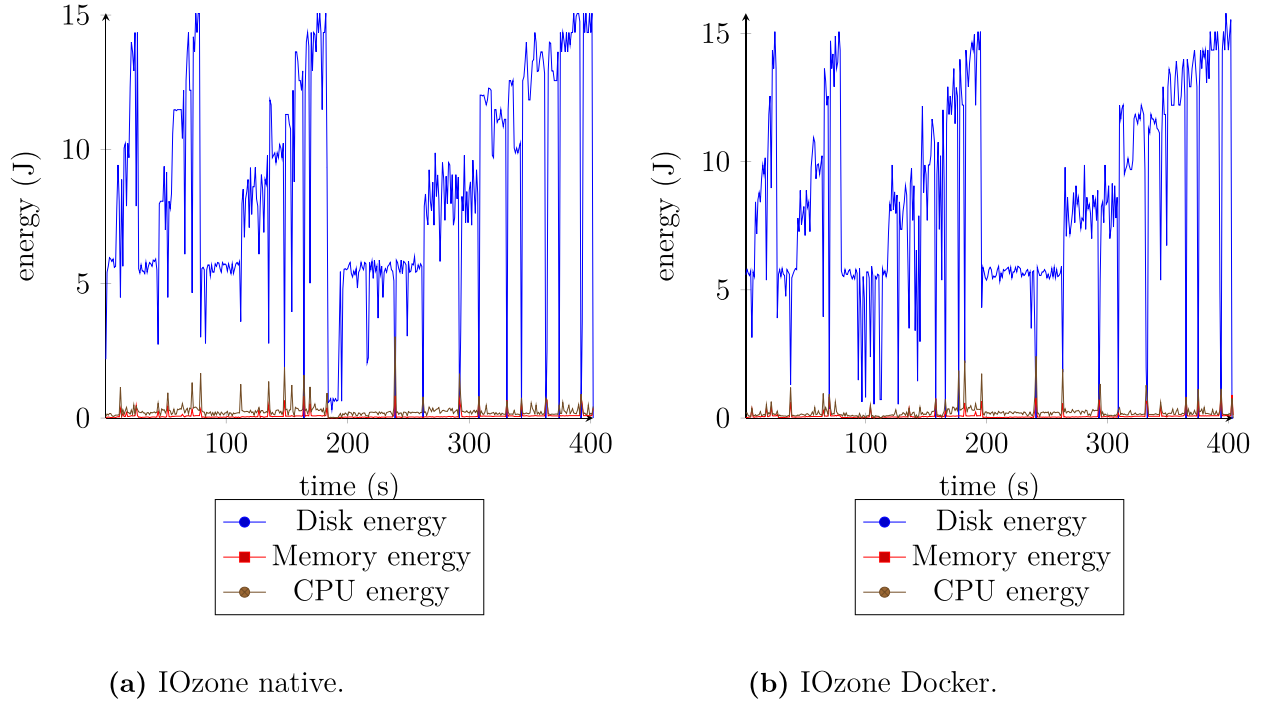 15
10
5
0
energy (J)
100
200
300
400
time (s)
Disk energy
Memory energy
CPU energy
(a) IOzone native.
15
10
5
0
energy (J)
100
200
300
400
time (s)
Disk energy
Memory energy
CPU energy
(b) IOzone Docker.